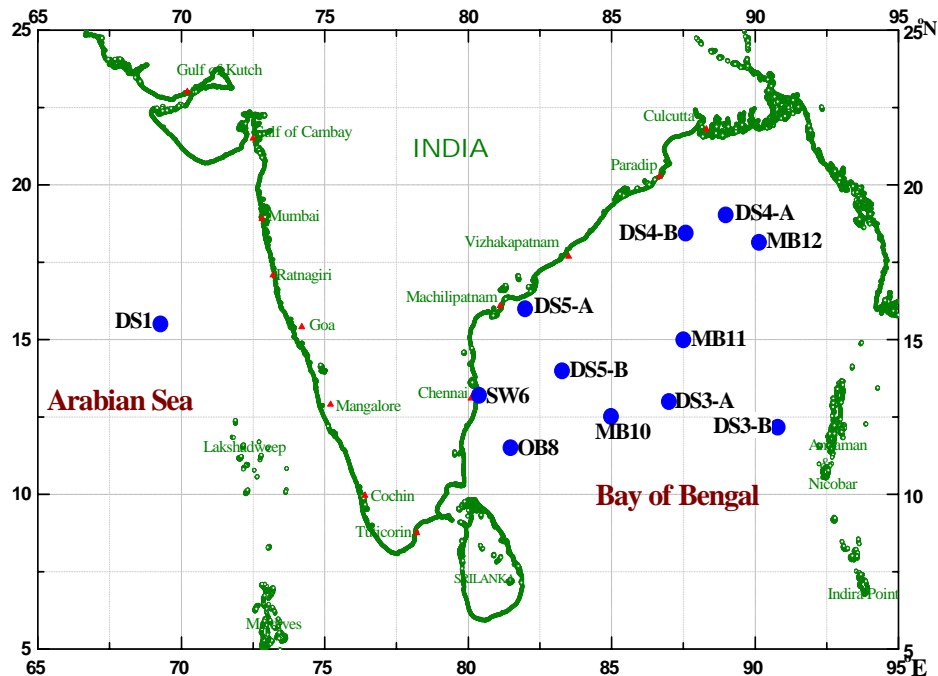 65 70 75 80 85 90 95
25 25°N
Gulf of Kutch
Culcutta
Gulf of Cambay
INDIA
Paradip
20 20
DS4-A
Mumbai
DS4-B
MB12
Vizhakapatnam
Ratnagiri
Machilipatnam
DS5-A
DS1
Goa
15 15
MB11
DS5-B
Chennai
SW6
DS3-A
Arabian Sea
Mangalore
MB10
DS3-B
Lakshadweep
OB8
Andaman
Nicobar
10 10
Cochin
Bay of Bengal
Tuticorin
SRILANKA
Indira Point
Maldives
5 5
65 70 75 80 85 90 95
°E